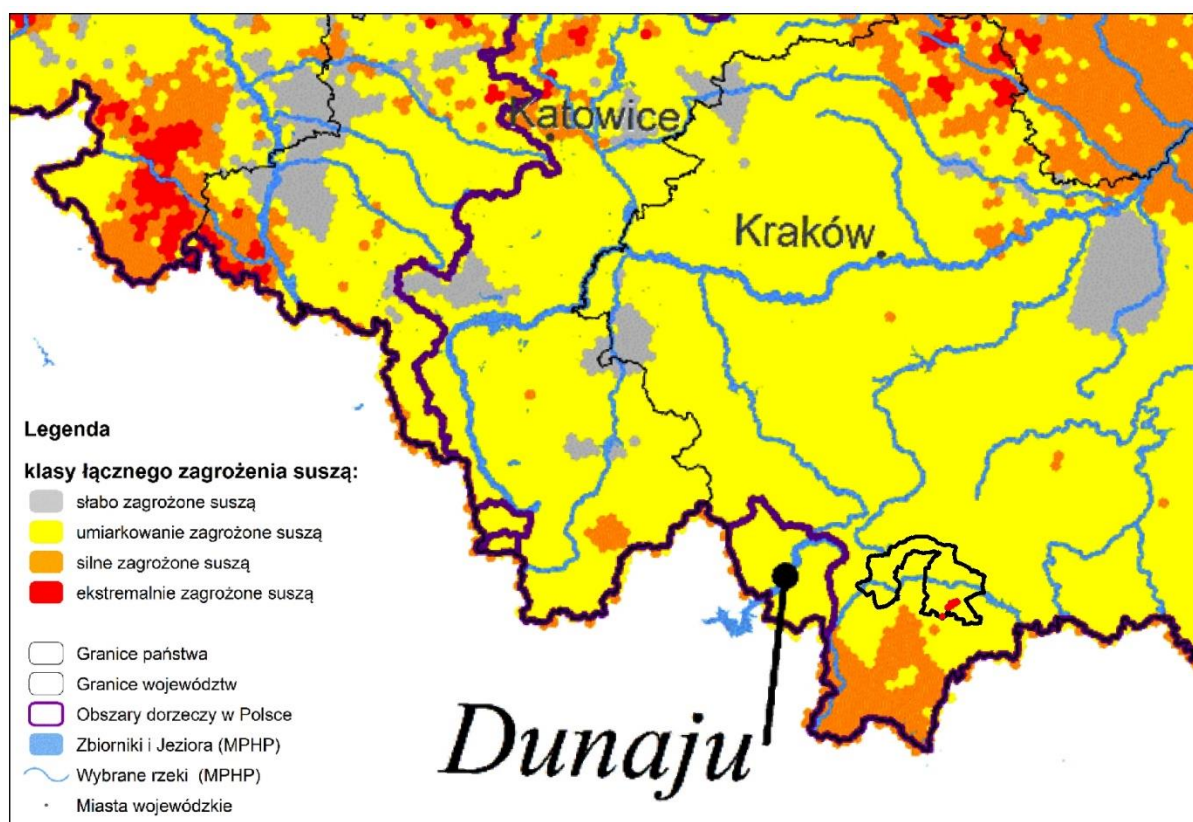 Katowice
Kraków
Legenda
klasy łącznego zagrożenia suszą:
słabo zagrożone suszą
umiarkowanie zagrożone suszą
silne zagrożone suszą
ekstremalnie zagrożone suszą
Granice państwa
Granice województw
Obszary dorzeczy w Polsce
Zbiorniki i Jeziora (MPHP)
Wybrane rzeki (MPHP)
Miasta wojewódzkie
Dunaju